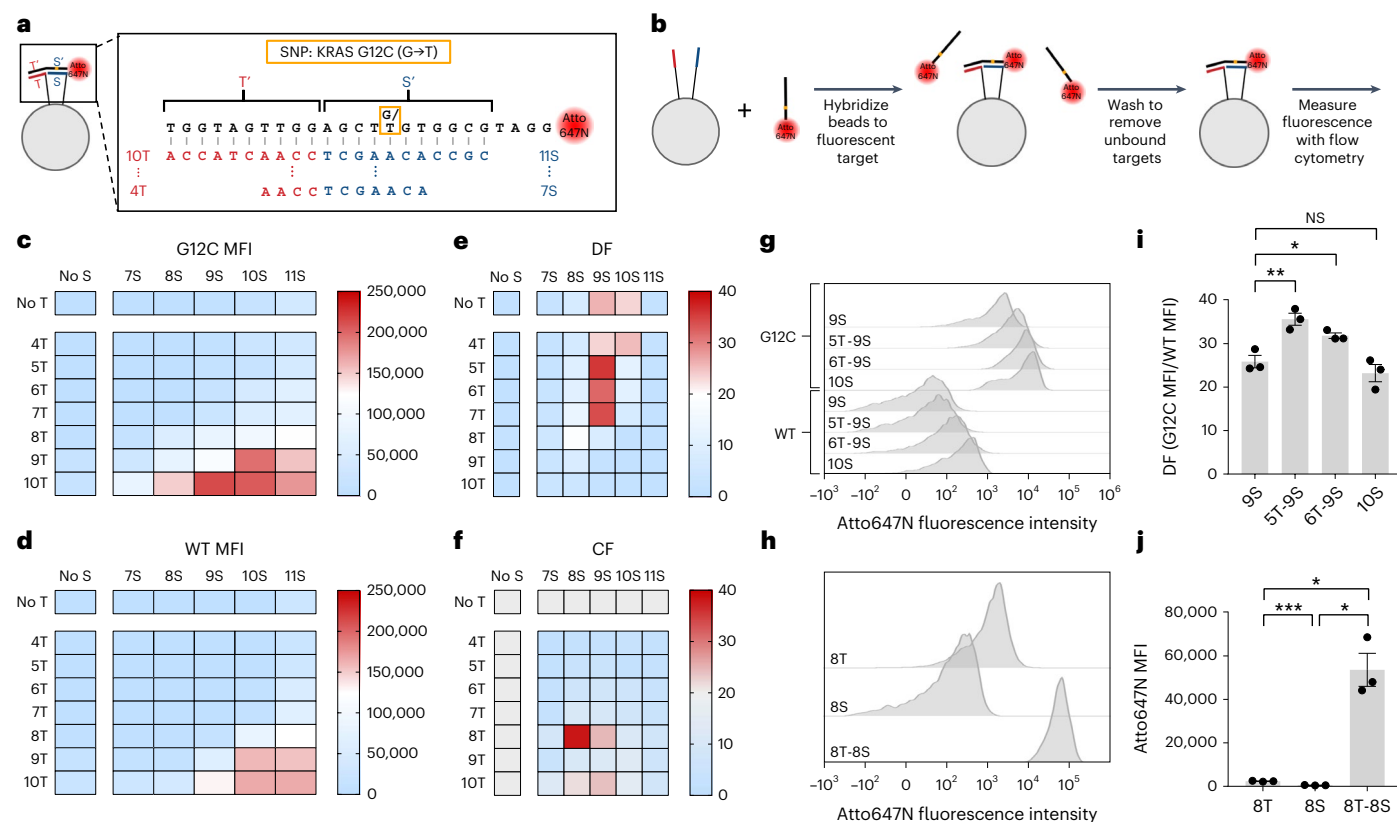 a
T'
S'
T
S
Atto
647N
SNP: KRAS G12C (G→T)
T'
S'
G/
T G G T A G T T G G A G C T T G T G G C G T A G G
Atto
647N
10T
A C C A T C A A C C T C G A A C A C C G C
11S
4T
A A C C T C G A A C A
7S
b
+
Atto
647N
Hybridize
beads to
fluorescent
target
Atto
647N
Atto
647N
Atto
647N
Wash to
remove
unbound
targets
Atto
647N
Measure
fluorescence
with flow
cytometry
c
G12C MFI
No S 7S 8S 9S 10S 11S
No T
4T
5T
6T
7T
8T
9T
10T
250,000
200,000
150,000
100,000
50,000
0
d
WT MFI
No S 7S 8S 9S 10S 11S
No T
4T
5T
6T
7T
8T
9T
10T
250,000
200,000
150,000
100,000
50,000
0
e
DF
No S 7S 8S 9S 10S 11S
No T
4T
5T
6T
7T
8T
9T
10T
40
30
20
10
0
f
CF
No S 7S 8S 9S 10S 11S
No T
4T
5T
6T
7T
8T
9T
10T
40
30
20
10
0
g
G12C
9S
5T-9S
6T-9S
10S
WT
9S
5T-9S
6T-9S
10S
−10³ −10² 0 10² 10³ 10⁴ 10⁵ 10⁶
Atto647N fluorescence intensity
h
8T
8S
8T-8S
−10³ −10² 0 10² 10³ 10⁴ 10⁵
Atto647N fluorescence intensity
i
NS
*
**
DF (G12C MFI/WT MFI)
40
30
20
10
0
9S 5T-9S 6T-9S 10S
j
*
*** *
Atto647N MFI
80,000
60,000
40,000
20,000
0
8T 8S 8T-8S